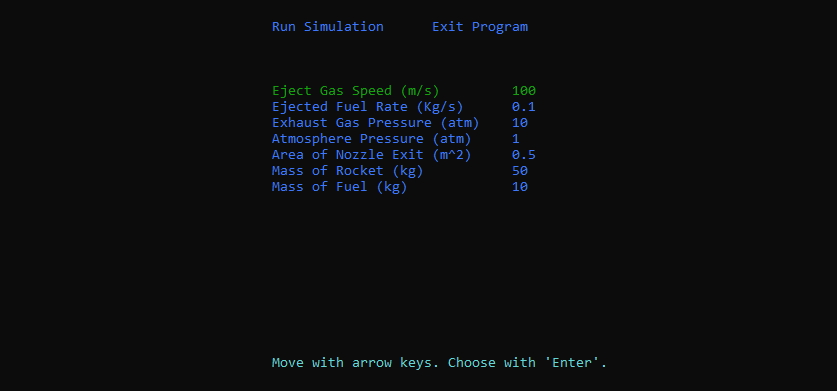 Run Simulation Exit Program
Eject Gas Speed (m/s) 100
Ejected Fuel Rate (Kg/s) 0.1
Exhaust Gas Pressure (atm) 10
Atmosphere Pressure (atm) 1
Area of Nozzle Exit (m^2) 0.5
Mass of Rocket (kg) 50
Mass of Fuel (kg) 10
Move with arrow keys. Choose with 'Enter'.